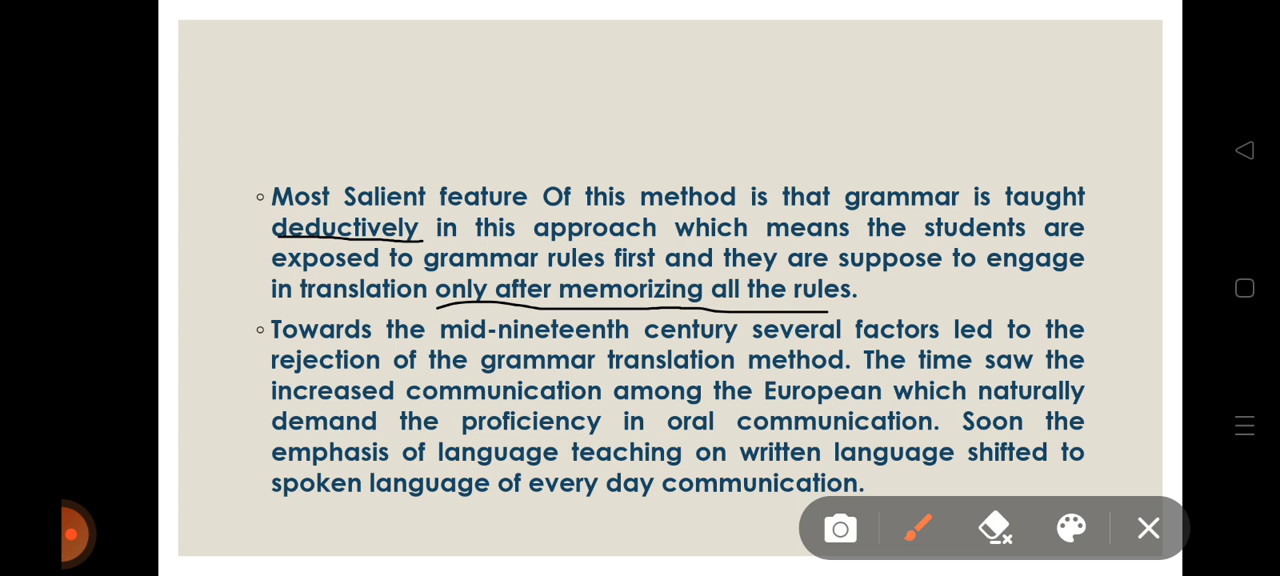 Most Salient feature Of this method is that grammar is taught
deductively in this approach which means the students are
exposed to grammar rules first and they are suppose to engage
in translation only after memorizing all the rules.
Towards the mid-nineteenth century several factors led to the
rejection of the grammar translation method. The time saw the
increased communication among the European which naturally
demand the proficiency in oral communication. Soon the
emphasis of language teaching on written language shifted to
spoken language of every day communication.